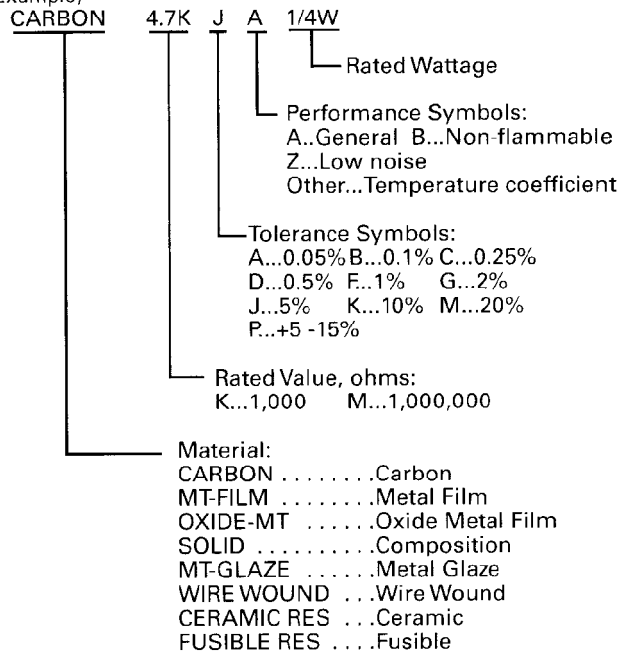 Example)
CARBON 4.7K J A 1/4W
Rated Wattage
Performance Symbols:
A..General B...Non-flammable
Z...Low noise
Other...Temperature coefficient
Tolerance Symbols:
A...0.05% B...0.1% C...0.25%
D...0.5% F...1% G...2%
J...5% K...10% M...20%
P...+5 -15%
Rated Value, ohms:
K...1,000 M...1,000,000
Material:
CARBON ........Carbon
MT-FILM ........Metal Film
OXIDE-MT ......Oxide Metal Film
SOLID ..........Composition
MT-GLAZE ......Metal Glaze
WIRE WOUND ...Wire Wound
CERAMIC RES ...Ceramic
FUSIBLE RES ....Fusible